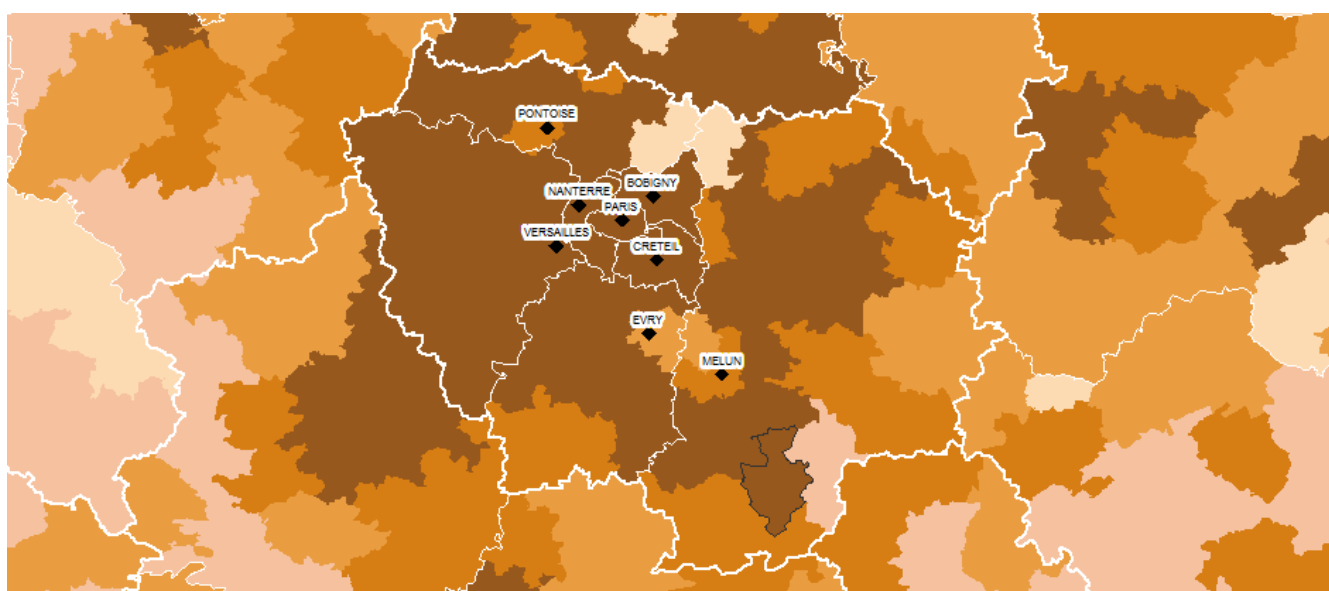 PONTOISE
BOBIGNY
NANTERRE
PARIS
VERSAILLES
CRETEIL
EVRY
MELUN